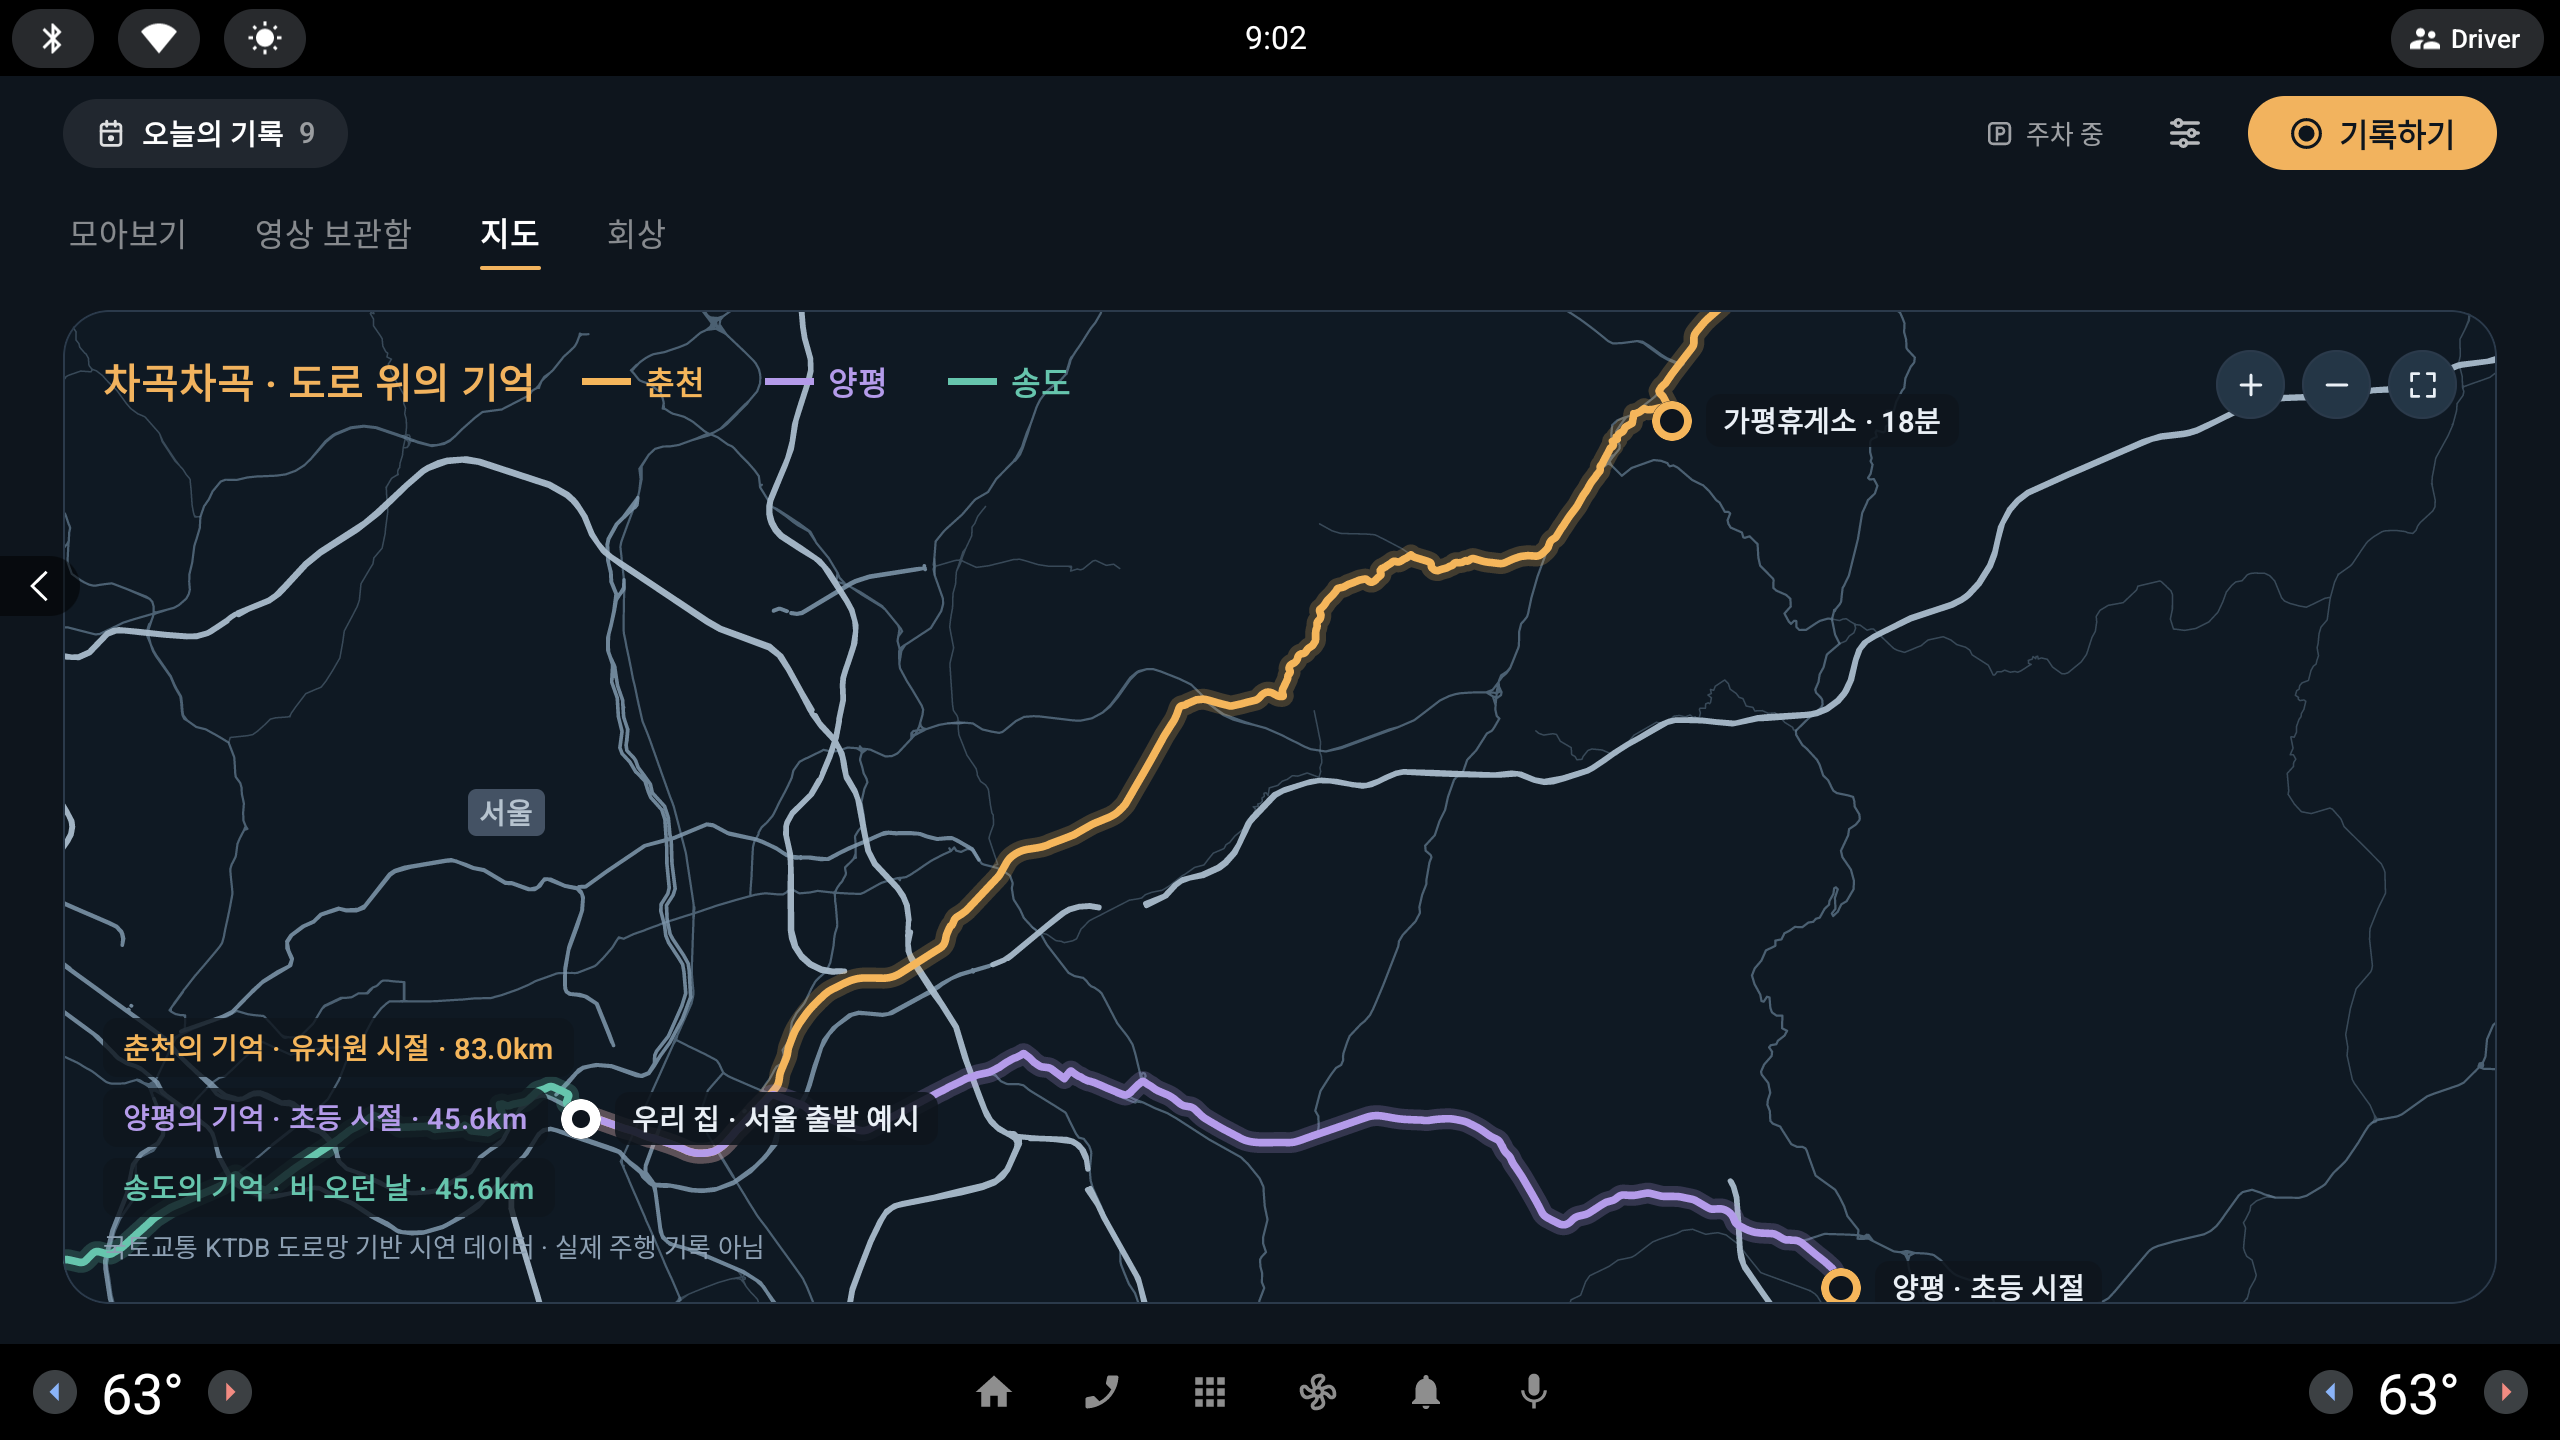 9:02
Driver
오늘의 기록 9
주차 중
기록하기
모아보기
영상 보관함
지도
회상
차곡차곡 · 도로 위의 기억
춘천
양평
송도
가평휴게소 · 18분
서울
춘천의 기억 · 유치원 시절 · 83.0km
양평의 기억 · 초등 시절 · 45.6km
우리 집 · 서울 출발 예시
송도의 기억 · 비 오던 날 · 45.6km
국토교통 KTDB 도로망 기반 시연 데이터 · 실제 주행 기록 아님
양평 · 초등 시절
63°
63°